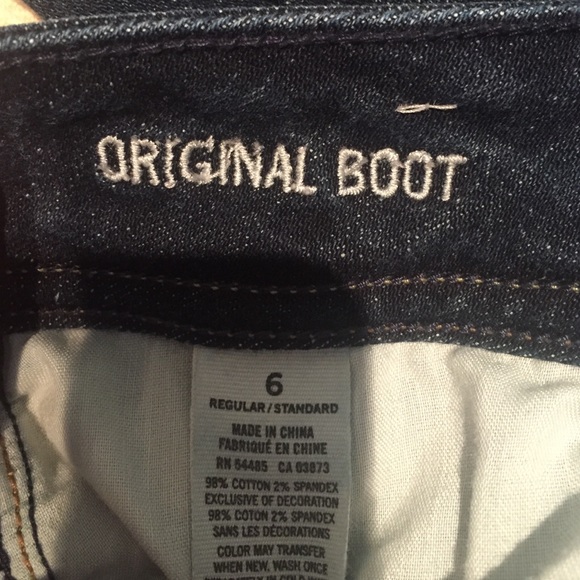 ORIGINAL BOOT
6
REGULAR/STANDARD
MADE IN CHINA
FABRIQUÉ EN CHINE
RN 54485 CA 03873
98% COTTON 2% SPANDEX
EXCLUSIVE OF DECORATION
98% COTON 2% SPANDEX
SANS LES DÉCORATIONS
COLOR MAY TRANSFER
WHEN NEW, WASH ONCE